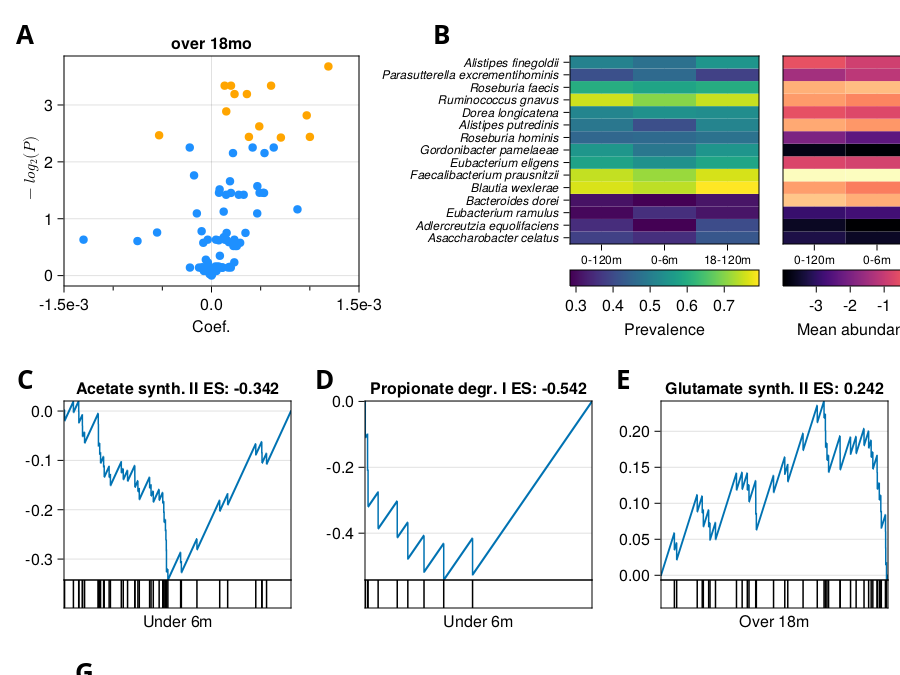 A
over 18mo
− log₂(P)
3
2
1
0
-1.5e-3
0.0
1.5e-3
Coef.
B
Alistipes finegoldii
Parasutterella excrementihominis
Roseburia faecis
Ruminococcus gnavus
Dorea longicatena
Alistipes putredinis
Roseburia hominis
Gordonibacter pamelaeae
Eubacterium eligens
Faecalibacterium prausnitzii
Blautia wexlerae
Bacteroides dorei
Eubacterium ramulus
Adlercreutzia equolifaciens
Asaccharobacter celatus
0-120m
0-6m
18-120m
0-120m
0-6m
0.3
0.4
0.5
0.6
0.7
Prevalence
-3
-2
-1
Mean abundan
C
Acetate synth. II ES: -0.342
0.0
-0.1
-0.2
-0.3
Under 6m
D
Propionate degr. I ES: -0.542
0.0
-0.2
-0.4
Under 6m
E
Glutamate synth. II ES: 0.242
0.20
0.15
0.10
0.05
0.00
Over 18m
G